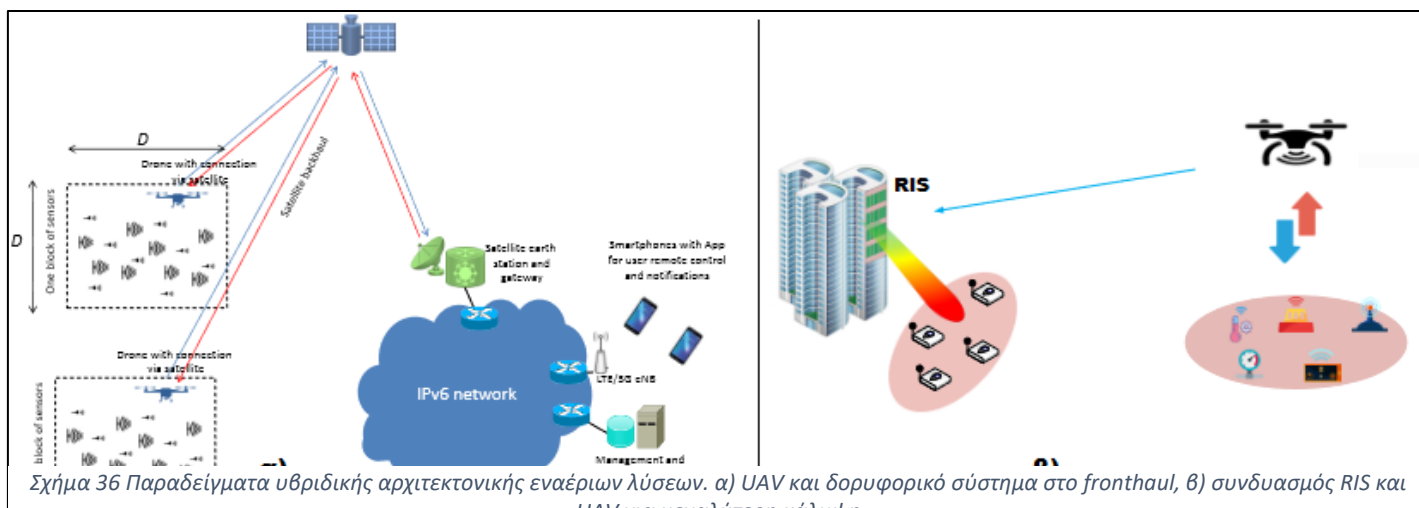 D
Drone with connection
via satellite
Satellite backhaul
D
One block of sensors
Satellite earth
station and
gateway
Smartphones with App
for user remote control
and notifications
Drone with connection
via satellite
block of sensors
IPv6 network
LTE/5G eNB
Management and
RIS
Σχήμα 36 Παραδείγματα υβριδικής αρχιτεκτονικής εναέριων λύσεων. α) UAV και δορυφορικό σύστημα στο fronthaul, β) συνδυασμός RIS και